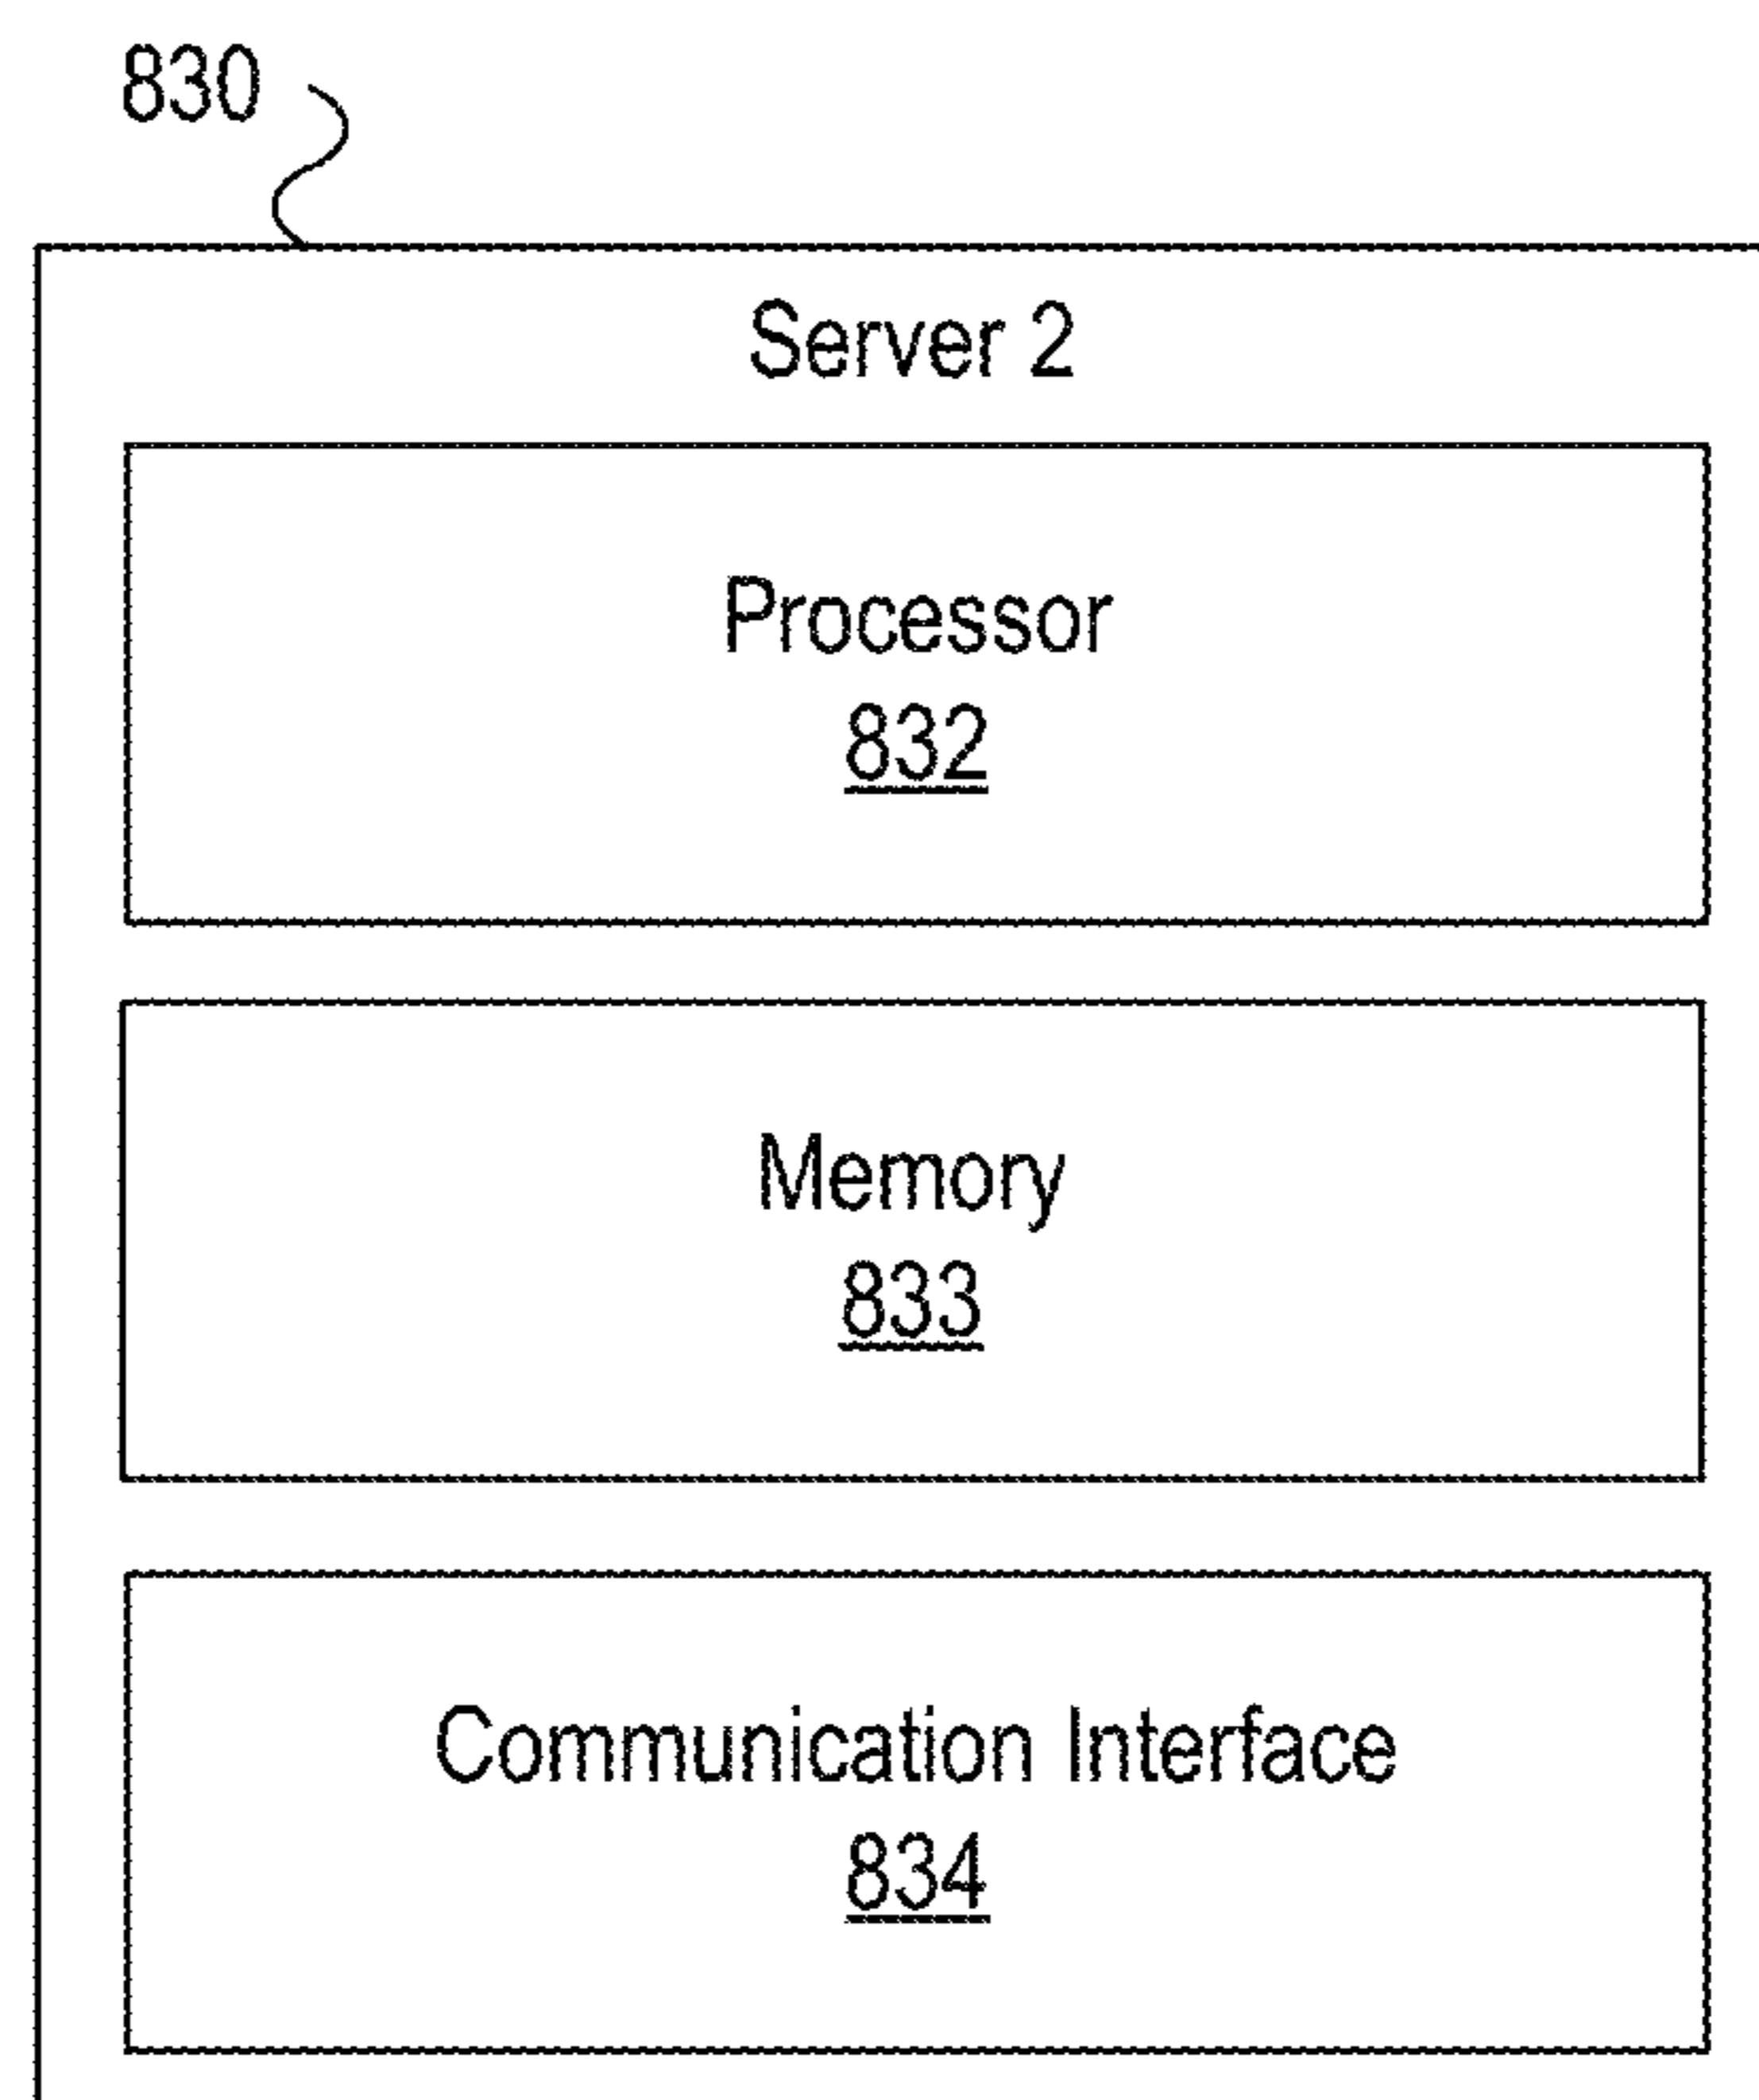 830
Server 2
Processor
832
Memory
833
Communication Interface
834